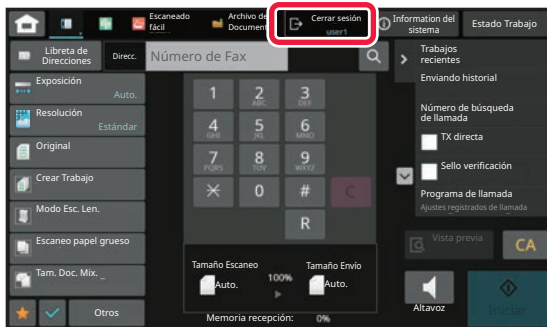 Escaneado
fácil
Archivo de
Document
Cerrar sesión
user1
Information del
sistema
Estado Trabajo
Libreta de
Direcciones
Direcc.
Número de Fax
Trabajos
recientes
Enviando historial
Número de búsqueda
de llamada
TX directa
Sello verificación
Programa de llamada
Ajustes registrados de llamada
Exposición
Auto.
Resolución
Estándar
Original
Crear Trabajo
Modo Esc. Len.
Escaneo papel grueso
Tam. Doc. Mix. _
Otros
1
2
ABC
3
DEF
4
GHI
5
JKL
6
MNO
7
PQRS
8
TUV
9
WXYZ
0
#
C
R
Tamaño Escaneo
Auto.
100%
Tamaño Envío
Auto.
Memoria recepción: 0%
Vista previa
CA
Altavoz
Iniciar